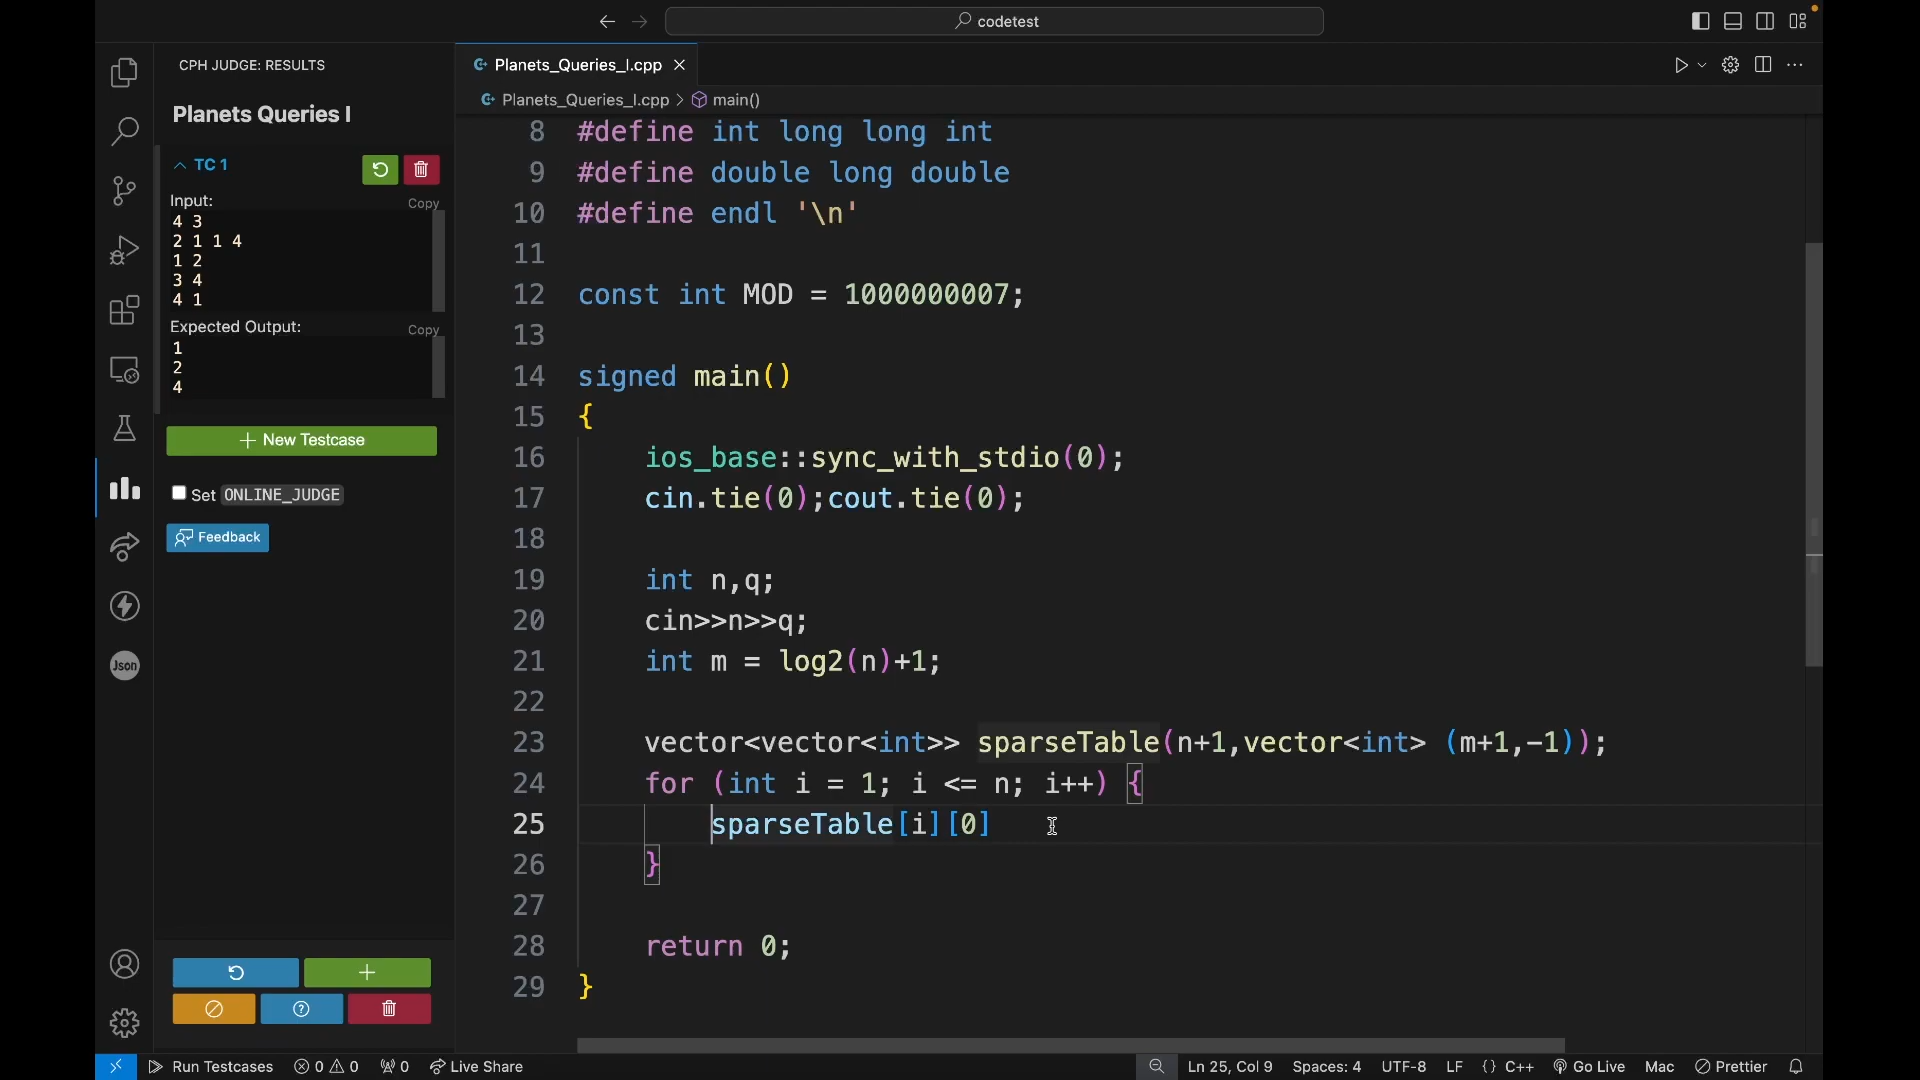 codetest
CPH JUDGE: RESULTS
Planets Queries I
TC 1
Input:
Copy
4 3
2 1 1 4
1 2
3 4
4 1
Expected Output:
Copy
1
2
4
New Testcase
Set ONLINE_JUDGE
Feedback
Json
Planets_Queries_I.cpp
Planets_Queries_I.cpp > main()
8 #define int long long int
9 #define double long double
10 #define endl '\n'
11
12 const int MOD = 1000000007;
13
14 signed main()
15 {
16 ios_base::sync_with_stdio(0);
17 cin.tie(0);cout.tie(0);
18
19 int n,q;
20 cin>>n>>q;
21 int m = log2(n)+1;
22
23 vector<vector<int>> sparseTable(n+1,vector<int> (m+1,-1));
24 for (int i = 1; i <= n; i++) {
25 sparseTable[i][0]
26 }
27
28 return 0;
29 }
Run Testcases 0 0 0 Live Share Ln 25, Col 9 Spaces: 4 UTF-8 LF {} C++ Go Live Mac Prettier